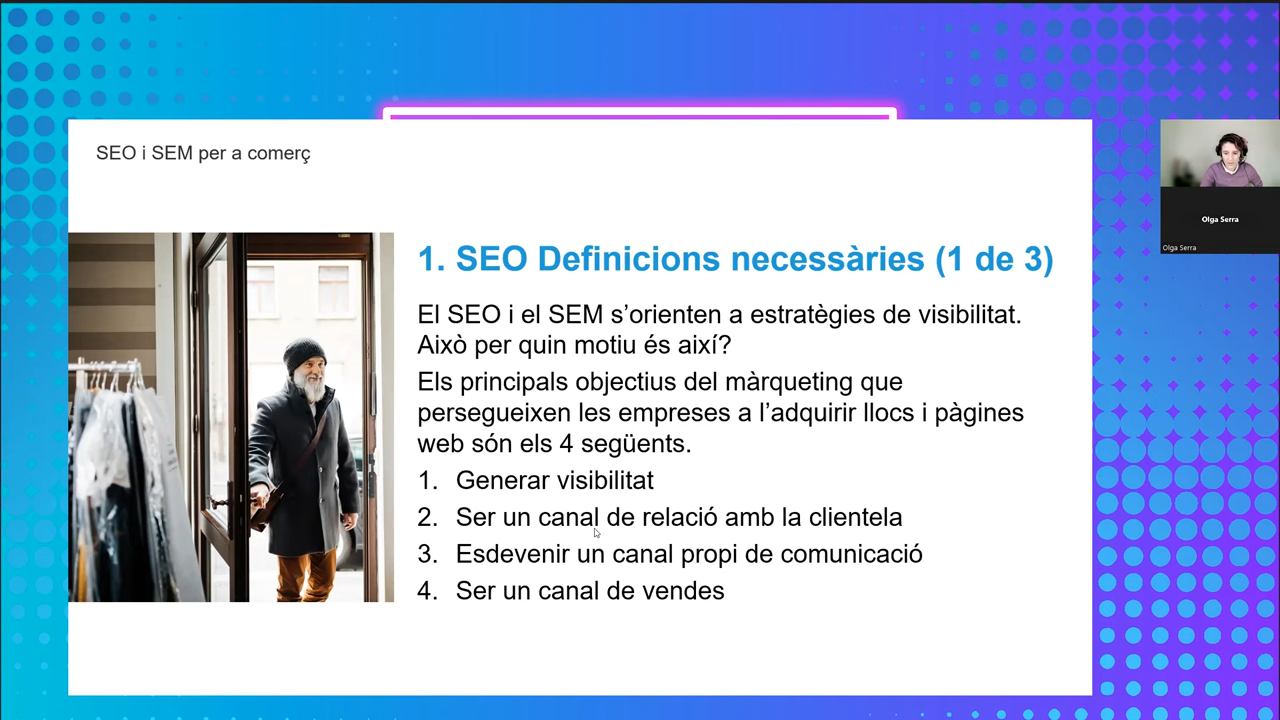 SEO i SEM per a comerç
1. SEO Definicions necessàries (1 de 3)
El SEO i el SEM s’orienten a estratègies de visibilitat.
Això per quin motiu és així?
Els principals objectius del màrqueting que
persegueixen les empreses a l’adquirir llocs i pàgines
web són els 4 següents.
1. Generar visibilitat
2. Ser un canal de relació amb la clientela
3. Esdevenir un canal propi de comunicació
4. Ser un canal de vendes
Olga Serra
Olga Serra